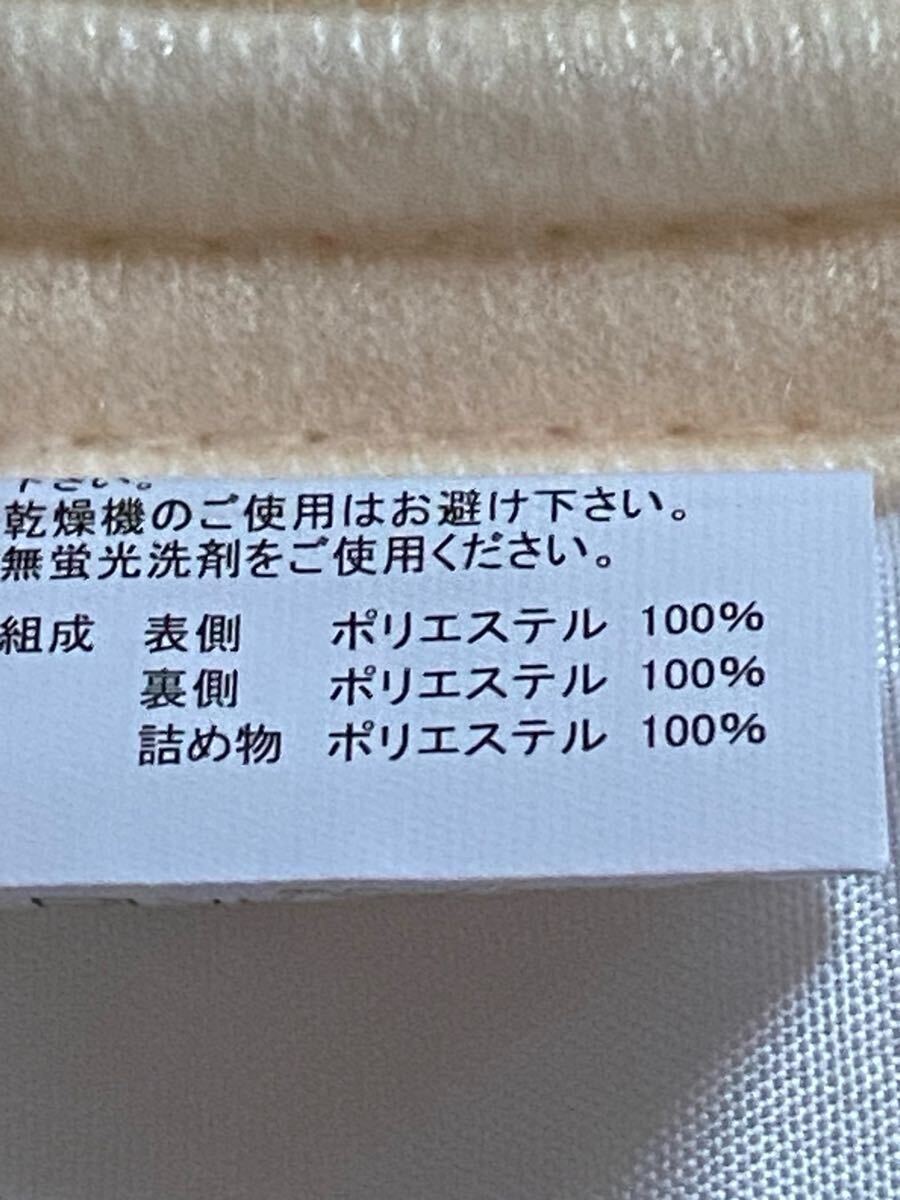 下さい。
乾燥機のご使用はお避け下さい。
無蛍光洗剤をご使用ください。
組成 表側 ポリエステル 100%
裏側 ポリエステル 100%
詰め物 ポリエステル 100%